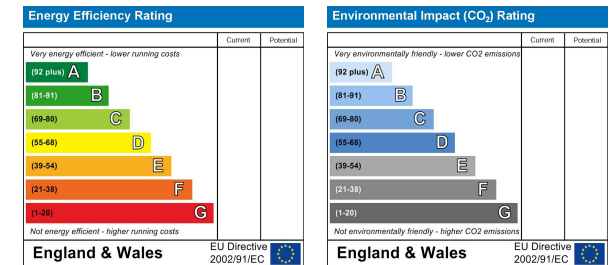 Energy Efficiency Rating
Current Potential
Very energy efficient - lower running costs
(92 plus) A
(81-91) B
(69-80) C
(55-68) D
(39-54) E
(21-38) F
(1-20) G
Not energy efficient - higher running costs
England & Wales
EU Directive
2002/91/EC
Environmental Impact (CO₂) Rating
Current Potential
Very environmentally friendly - lower CO2 emissions
(92 plus) A
(81-91) B
(69-80) C
(55-68) D
(39-54) E
(21-38) F
(1-20) G
Not environmentally friendly - higher CO2 emissions
England & Wales
EU Directive
2002/91/EC